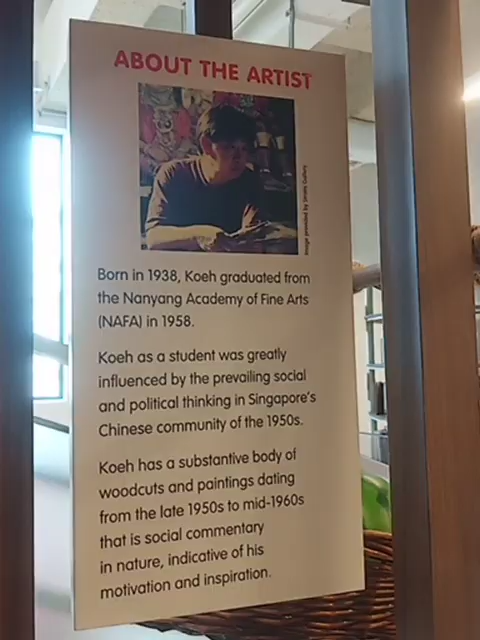 ABOUT THE ARTIST
Image provided by
Born in 1938, Koeh graduated from
the Nanyang Academy of Fine Arts
(NAFA) in 1958.
Koeh as a student was greatly
influenced by the prevailing social
and political thinking in Singapore's
Chinese community of the 1950s.
Koeh has a substantive body of
woodcuts and paintings dating
from the late 1950s to mid-1960s
that is social commentary
in nature, indicative of his
motivation and inspiration.